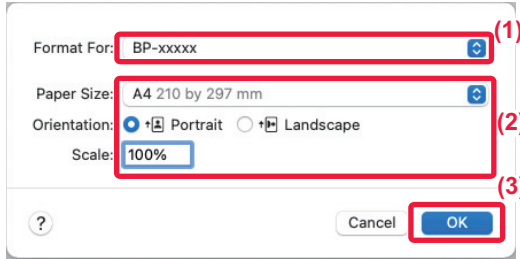 (1)
Format For: BP-xxxxx
Paper Size: A4 210 by 297 mm
Orientation: Portrait Landscape
(2)
Scale: 100%
(3)
? Cancel OK